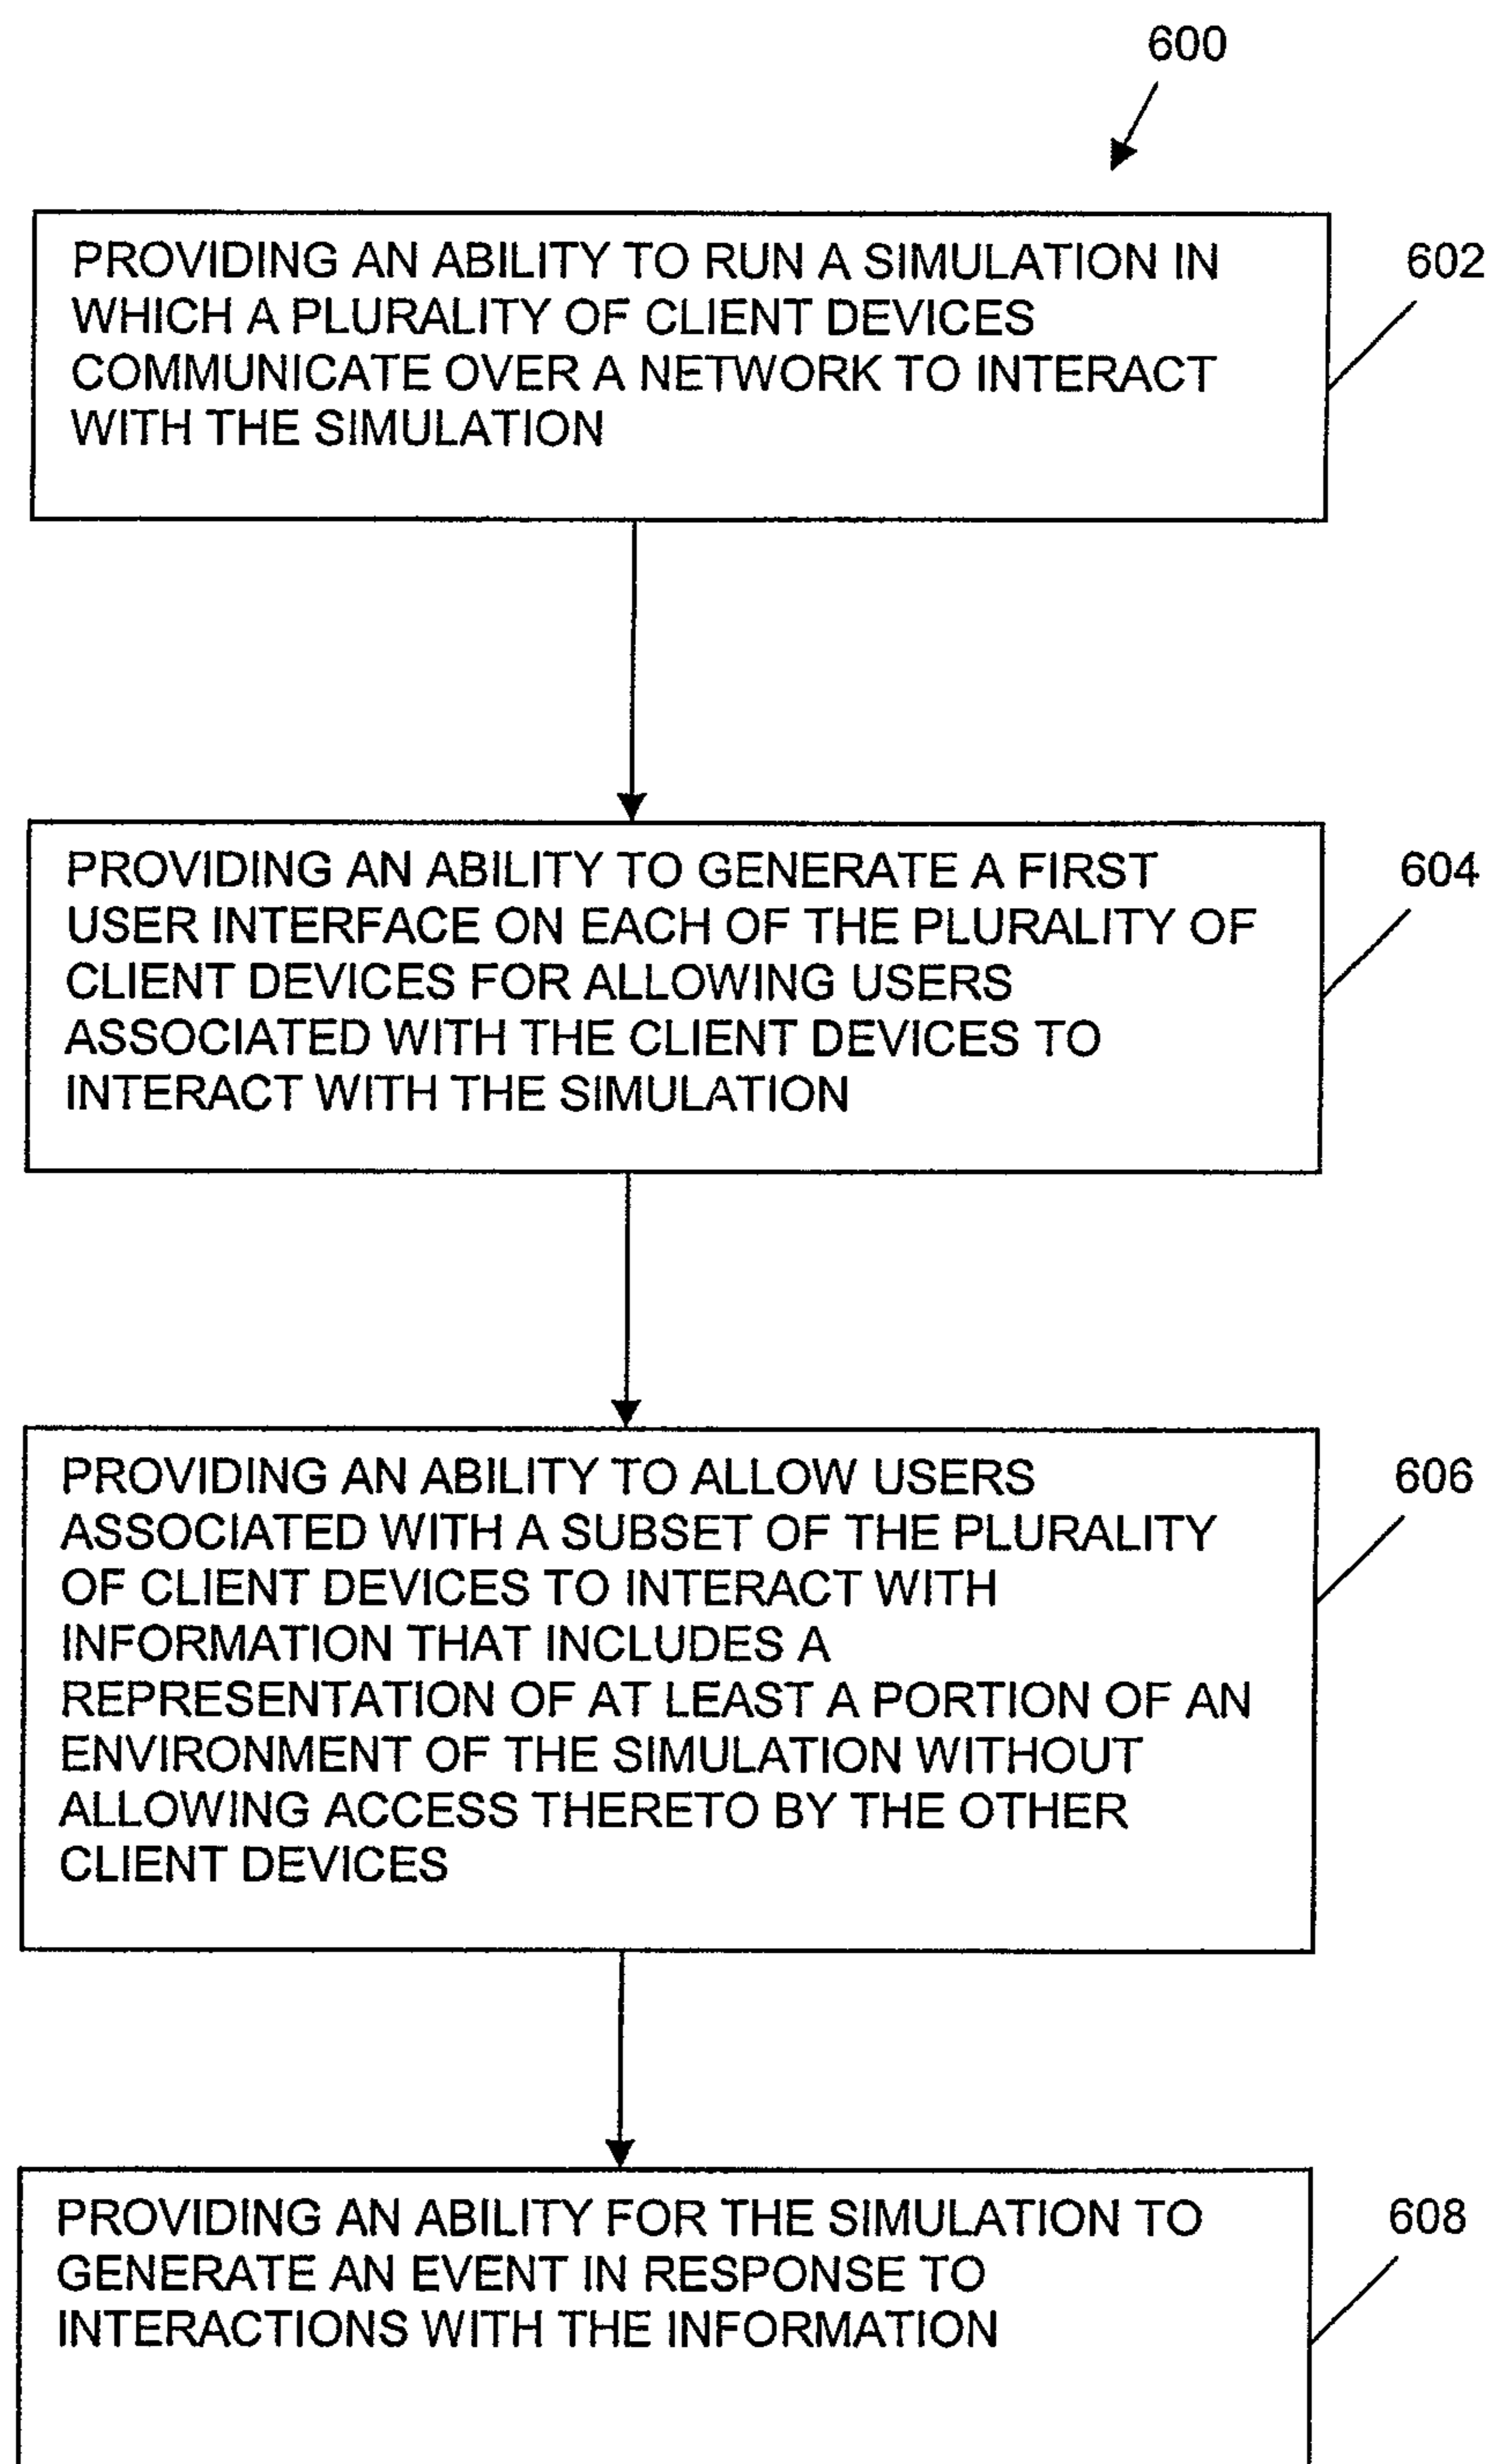 600
PROVIDING AN ABILITY TO RUN A SIMULATION IN
WHICH A PLURALITY OF CLIENT DEVICES
COMMUNICATE OVER A NETWORK TO INTERACT
WITH THE SIMULATION
602
PROVIDING AN ABILITY TO GENERATE A FIRST
USER INTERFACE ON EACH OF THE PLURALITY OF
CLIENT DEVICES FOR ALLOWING USERS
ASSOCIATED WITH THE CLIENT DEVICES TO
INTERACT WITH THE SIMULATION
604
PROVIDING AN ABILITY TO ALLOW USERS
ASSOCIATED WITH A SUBSET OF THE PLURALITY
OF CLIENT DEVICES TO INTERACT WITH
INFORMATION THAT INCLUDES A
REPRESENTATION OF AT LEAST A PORTION OF AN
ENVIRONMENT OF THE SIMULATION WITHOUT
ALLOWING ACCESS THERETO BY THE OTHER
CLIENT DEVICES
606
PROVIDING AN ABILITY FOR THE SIMULATION TO
GENERATE AN EVENT IN RESPONSE TO
INTERACTIONS WITH THE INFORMATION
608